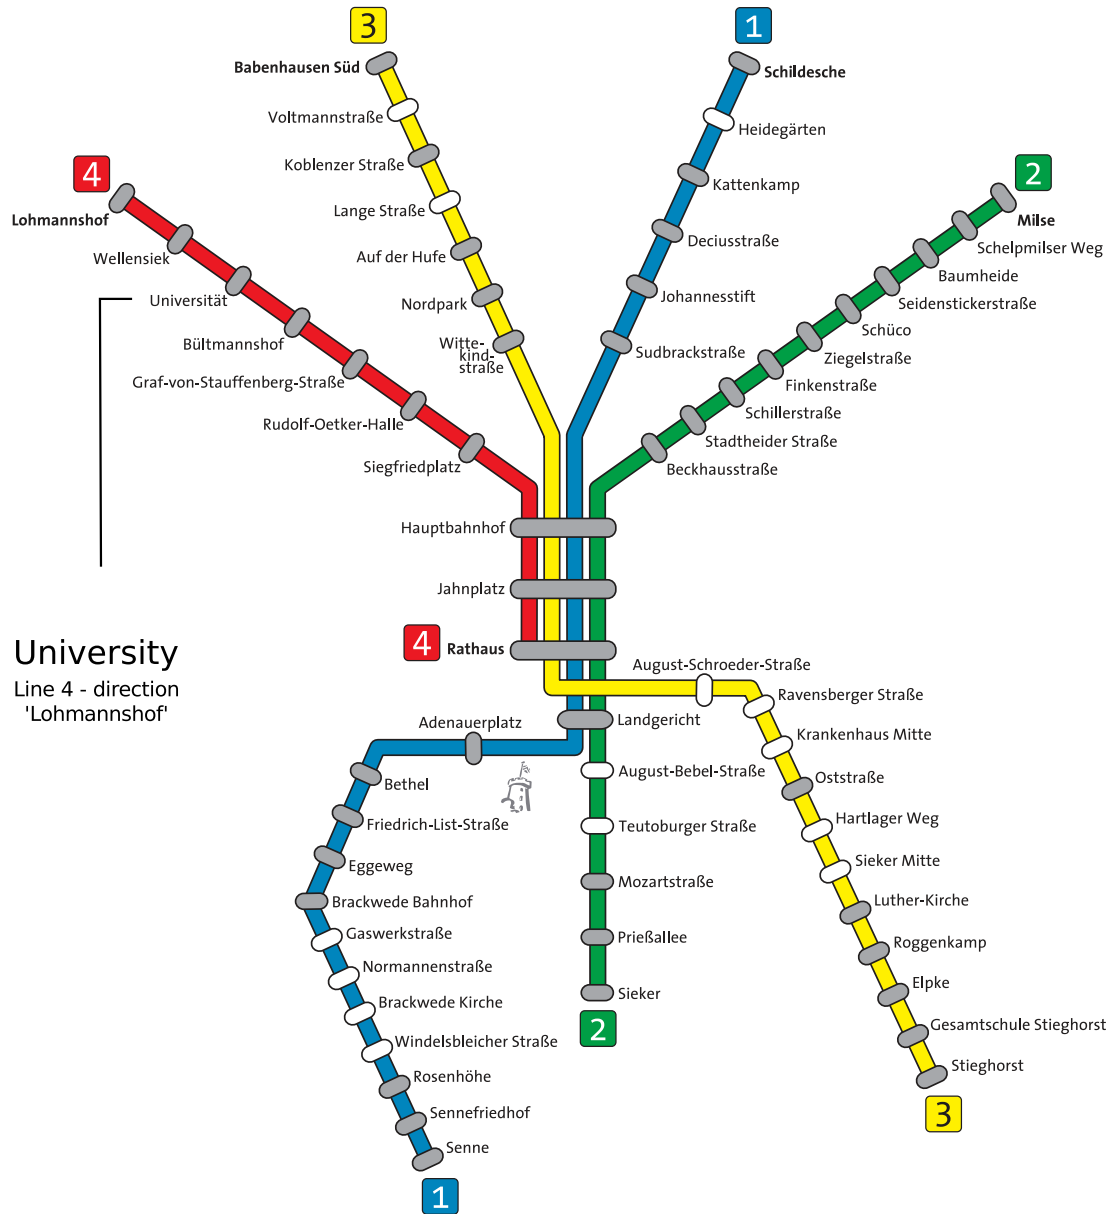 3
1
Babenhausen Süd
Schildesche
Voltmannstraße
Heidegärten
Koblenzer Straße
4
2
Kattenkamp
Lohmannshof
Lange Straße
Milse
Wellensiek
Auf der Hufe
Deciusstraße
Schelpmilser Weg
Baumheide
Universität
Nordpark
Johannesstift
Seidenstickerstraße
Bültmannshof
Witte-
kind-
straße
Sudbrackstraße
Schüco
Ziegelstraße
Graf-von-Stauffenberg-Straße
Finkenstraße
Rudolf-Oetker-Halle
Schillerstraße
Stadtheider Straße
Siegfriedplatz
Beckhausstraße
Hauptbahnhof
Jahnplatz
4
Rathaus
University
Line 4 - direction
'Lohmannshof'
August-Schroeder-Straße
Ravensberger Straße
Adenauerplatz
Landgericht
Krankenhaus Mitte
August-Bebel-Straße
Oststraße
Bethel
Friedrich-List-Straße
Teutoburger Straße
Hartlager Weg
Eggeweg
Sieker Mitte
Mozartstraße
Brackwede Bahnhof
Luther-Kirche
Gaswerkstraße
Prießallee
Roggenkamp
Normannenstraße
Elpke
Sieker
Brackwede Kirche
2
Gesamtschule Stieghorst
Windelsbleicher Straße
Stieghorst
Rosenhöhe
3
Sennefriedhof
Senne
1